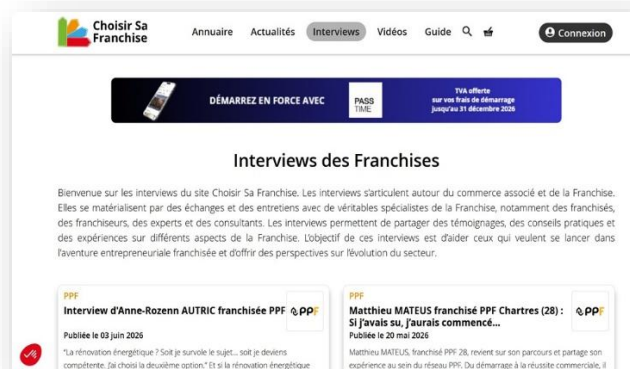 Choisir Sa
Franchise
Annuaire Actualités Interviews Vidéos Guide Connexion
DÉMARREZ EN FORCE AVEC
PASS
TIME
TVA offerte
sur vos frais de démarrage
jusqu'au 31 décembre 2026
Interviews des Franchises
Bienvenue sur les interviews du site Choisir Sa Franchise. Les interviews s'articulent autour du commerce associé et de la Franchise.
Elles se matérialisent par des échanges et des entretiens avec de véritables spécialistes de la Franchise, notamment des franchisés,
des franchiseurs, des experts et des consultants. Les interviews permettent de partager des témoignages, des conseils pratiques et
des expériences sur différents aspects de la Franchise. L'objectif de ces interviews est d'aider ceux qui veulent se lancer dans
l'aventure entrepreneuriale franchisée et d'offrir des perspectives sur l'évolution du secteur.
PPF
Interview d'Anne-Rozenn AUTRIC franchisée PPF
PPF
Publiée le 03 juin 2026
"La rénovation énergétique ? Soit je survole le sujet... soit je deviens
compétente. J'ai choisi la deuxième option." Et si la rénovation énergétique
PPF
Matthieu MATEUS franchisé PPF Chartres (28) :
Si j'avais su, j'aurais commencé...
PPF
Publiée le 20 mai 2026
Matthieu MATEUS, franchisé PPF 28, revient sur son parcours et partage son
expérience au sein du réseau PPF. Du démarrage à la réussite commerciale, il